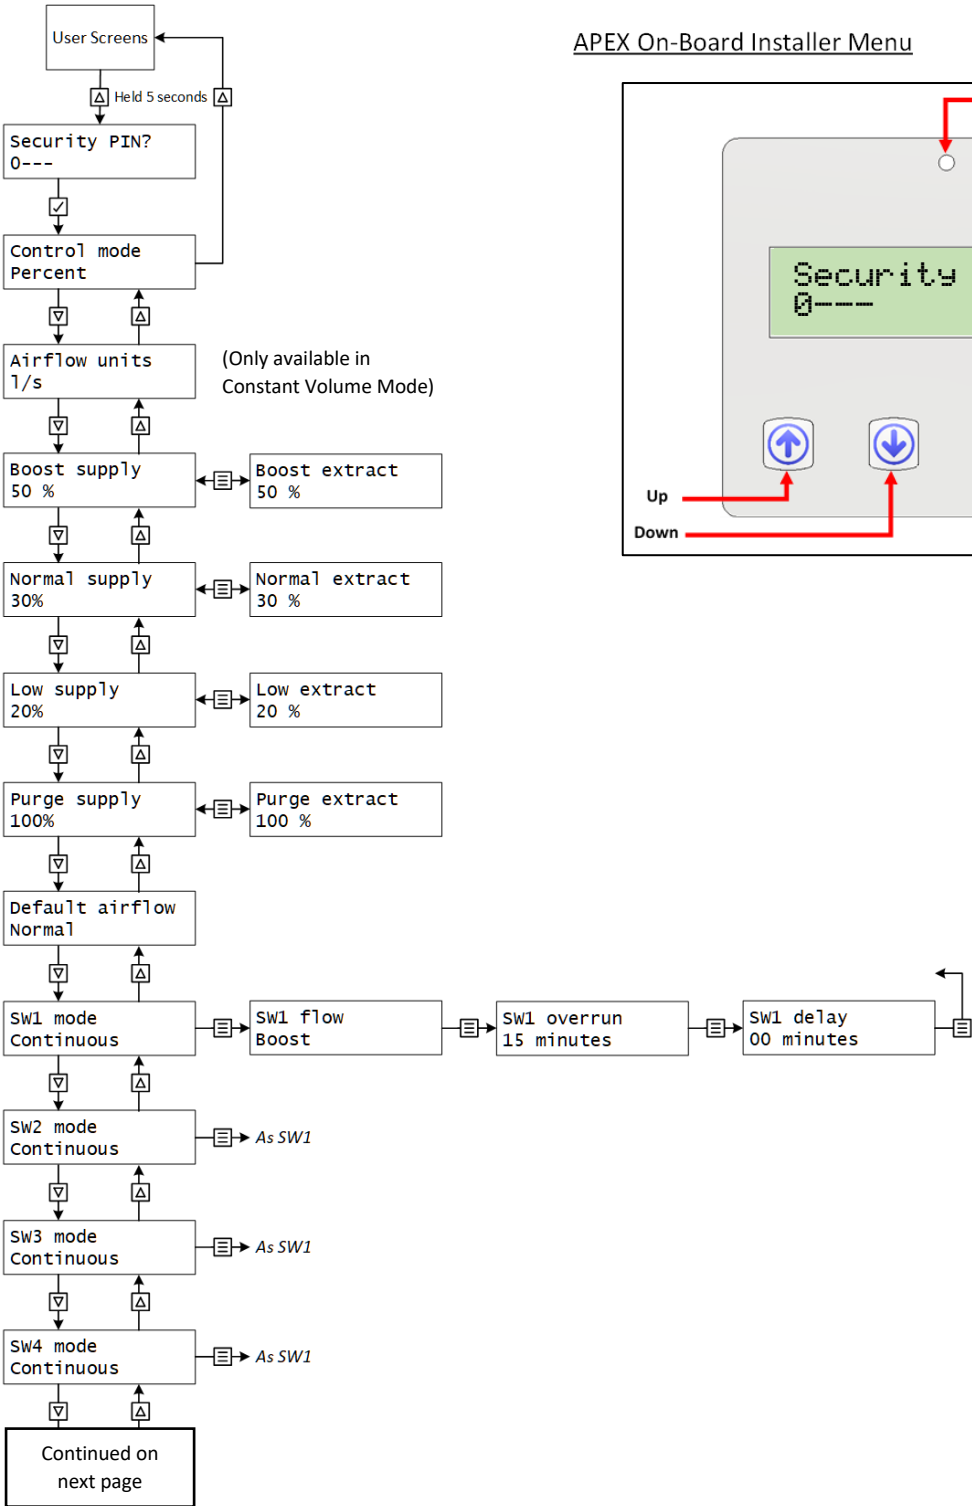 APEX On-Board Installer Menu
User Screens
Held 5 seconds
Security PIN?
0---
Control mode
Percent
Airflow units
l/s
(Only available in
Constant Volume Mode)
Boost supply
50 %
Boost extract
50 %
Normal supply
30%
Normal extract
30 %
Low supply
20%
Low extract
20 %
Purge supply
100%
Purge extract
100 %
Default airflow
Normal
SW1 mode
Continuous
SW1 flow
Boost
SW1 overrun
15 minutes
SW1 delay
00 minutes
SW2 mode
Continuous
As SW1
SW3 mode
Continuous
As SW1
SW4 mode
Continuous
As SW1
Continued on
next page
Security
0---
Up
Down